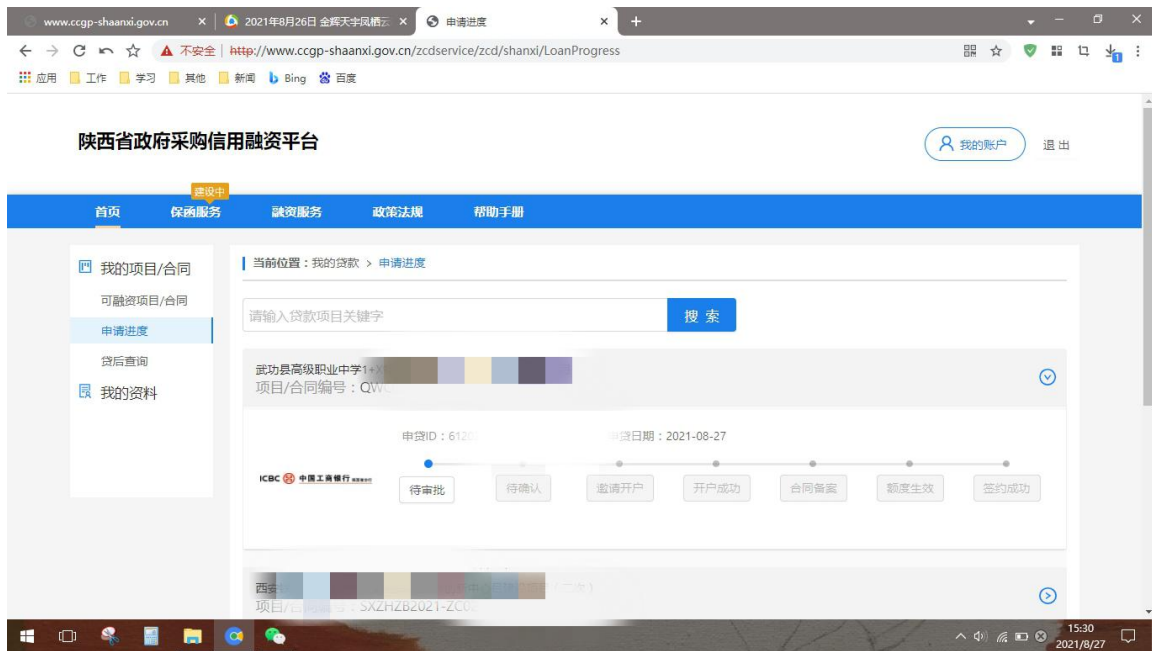 www.ccgp-shaanxi.gov.cn
2021年8月26日 金辉天宇凤栖云
申请进度
不安全 http://www.ccgp-shaanxi.gov.cn/zcdservice/zcd/shanxi/LoanProgress
应用 工作 学习 其他 新闻 Bing 百度
陕西省政府采购信用融资平台
我的账户 退出
建设中
首页 保函服务 融资服务 政策法规 帮助手册
我的项目/合同
可融资项目/合同
申请进度
贷后查询
我的资料
当前位置：我的贷款 > 申请进度
请输入贷款项目关键字
搜索
武功县高级职业中学1+X
项目/合同编号：QW
申贷ID：612
申贷日期：2021-08-27
ICBC 中国工商银行
待审批 待确认 邀请开户 开户成功 合同备案 额度生效 签约成功
西安
（二次）
项目/合同编号：SXZHZB2021-ZC0
15:30
2021/8/27